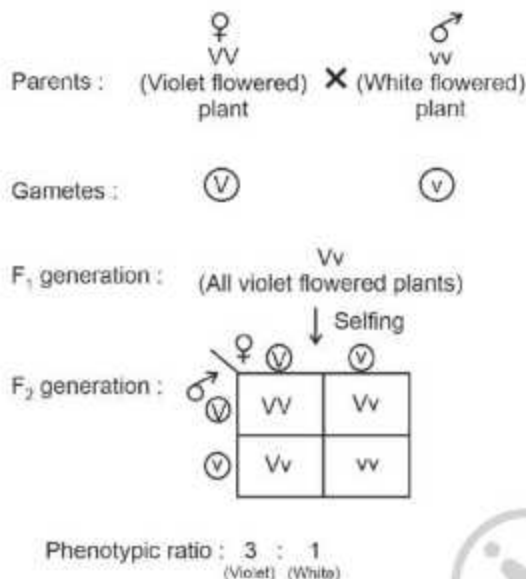 ♀ ♂
VV vv
Parents : (Violet flowered) × (White flowered)
plant plant
Gametes : V v
Vv
F₁ generation : (All violet flowered plants)
Selfing
♀ V v
F₂ generation : ♂ V VV Vv
v Vv vv
Phenotypic ratio : 3 : 1
(Violet) (White)